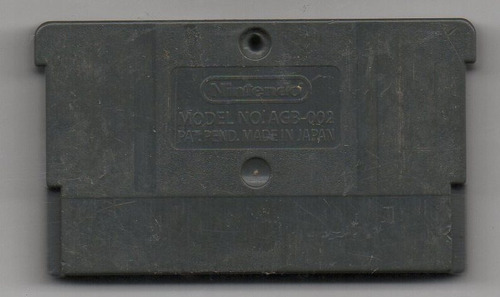 Nintendo
MODEL NO. AGB-002
PAT. PEND. MADE IN JAPAN